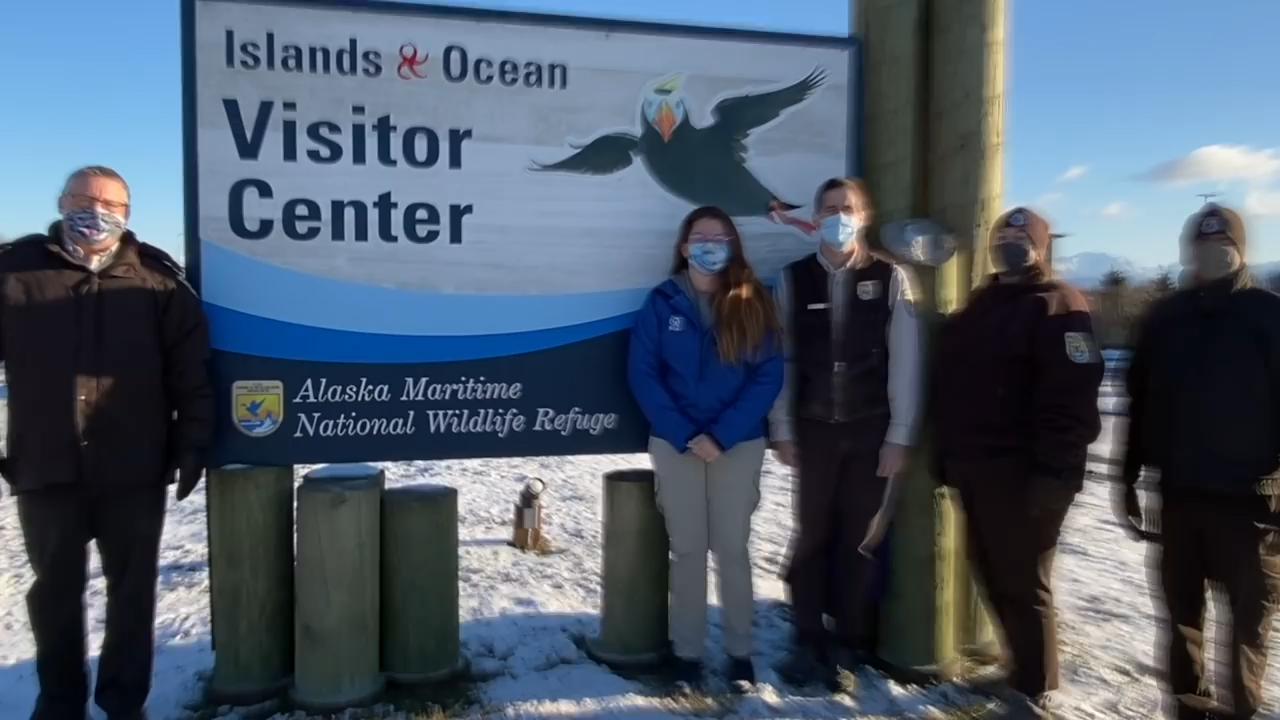 Islands & Ocean
Visitor
Center
Alaska Maritime
National Wildlife Refuge